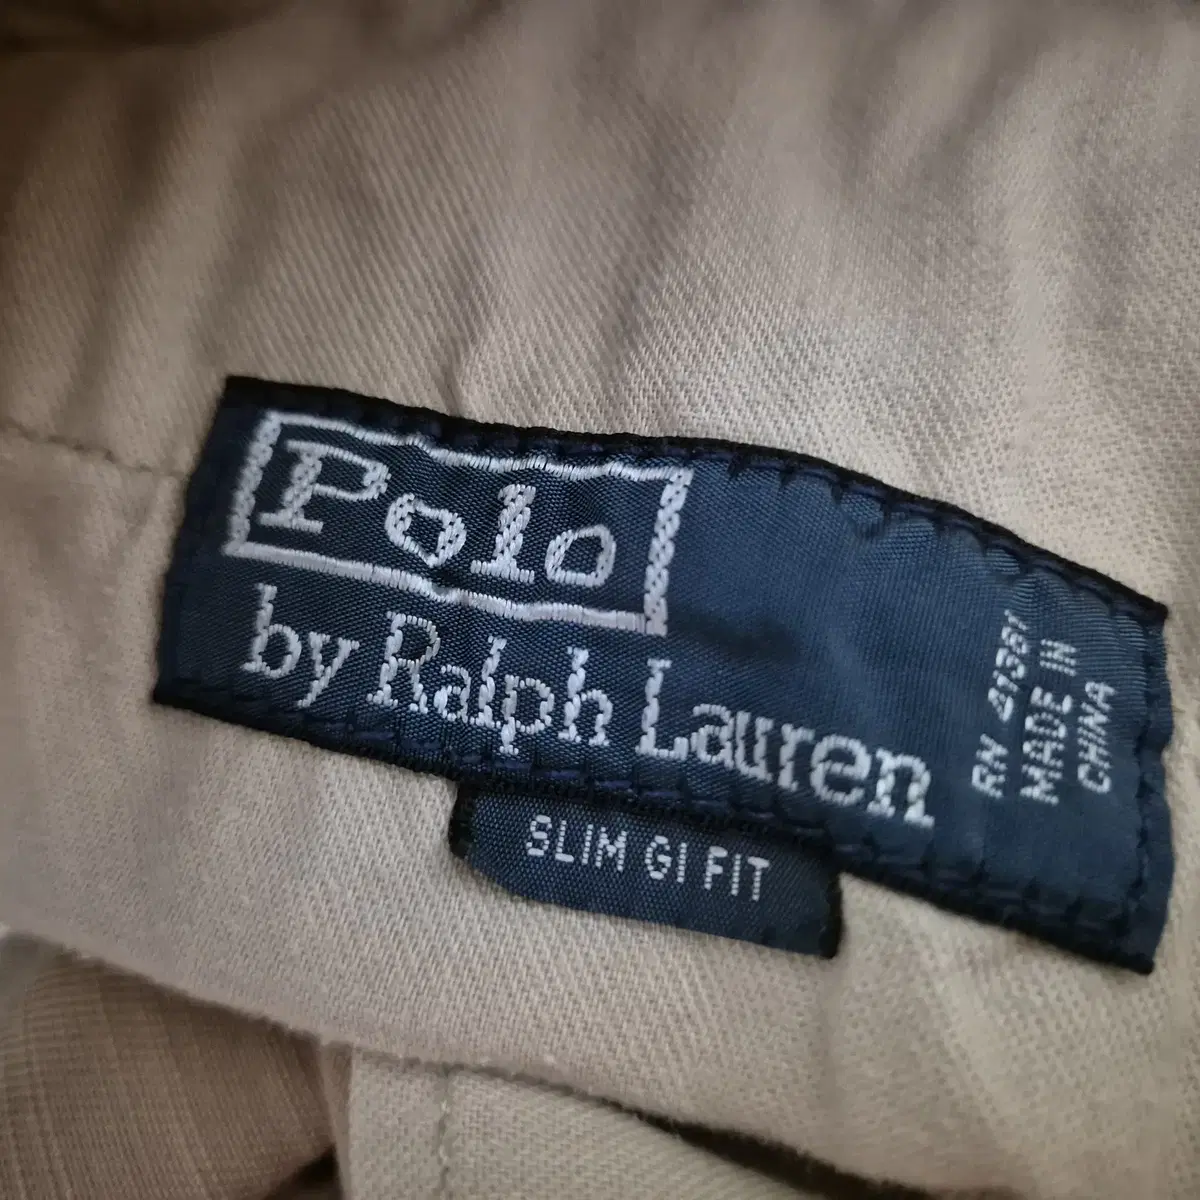 Polo
by Ralph Lauren
RN 41381
MADE IN
CHINA
SLIM GI FIT